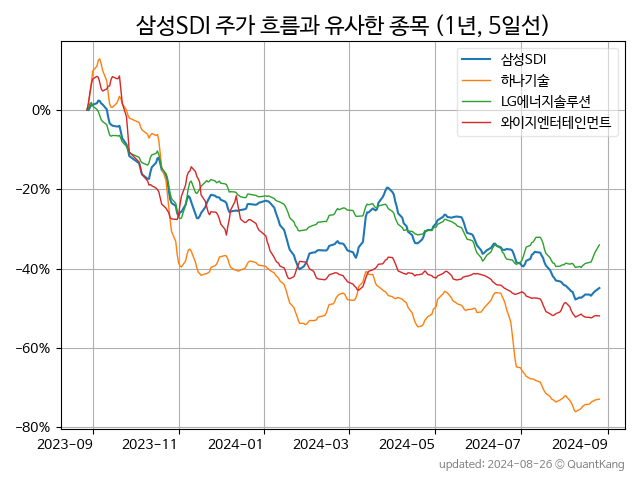 삼성SDI 주가 흐름과 유사한 종목 (1년, 5일선)
삼성SDI
하나기술
LG에너지솔루션
와이지엔터테인먼트
0%
−20%
−40%
−60%
−80%
2023-09 2023-11 2024-01 2024-03 2024-05 2024-07 2024-09
updated: 2024-08-26 © QuantKang